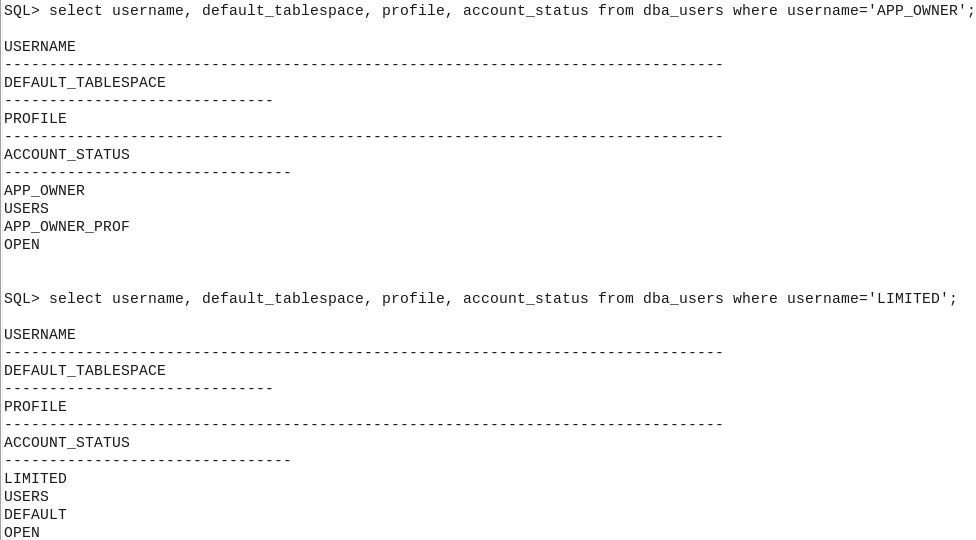 SQL> select username, default_tablespace, profile, account_status from dba_users where username='APP_OWNER';
USERNAME
--------------------------------------------------------------------------------
DEFAULT_TABLESPACE
------------------------------
PROFILE
--------------------------------------------------------------------------------
ACCOUNT_STATUS
--------------------------------
APP_OWNER
USERS
APP_OWNER_PROF
OPEN
SQL> select username, default_tablespace, profile, account_status from dba_users where username='LIMITED';
USERNAME
--------------------------------------------------------------------------------
DEFAULT_TABLESPACE
------------------------------
PROFILE
--------------------------------------------------------------------------------
ACCOUNT_STATUS
--------------------------------
LIMITED
USERS
DEFAULT
OPEN